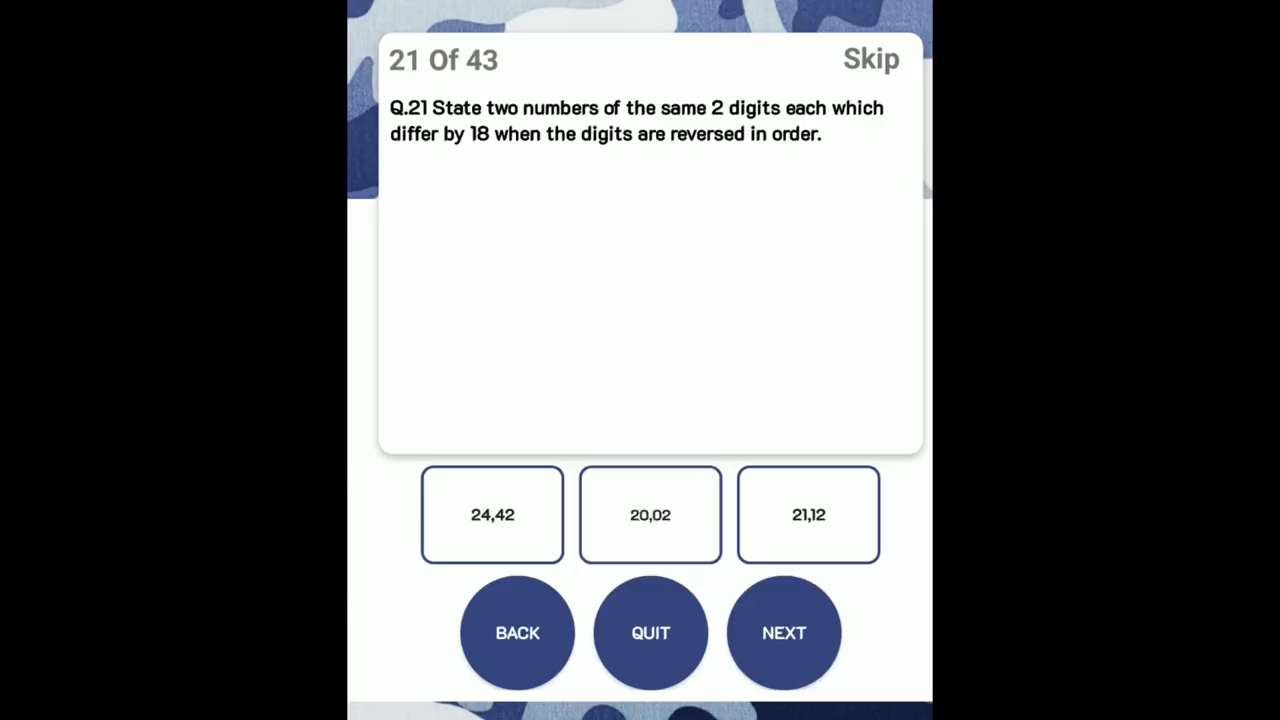 21 Of 43 Skip
Q.21 State two numbers of the same 2 digits each which
differ by 18 when the digits are reversed in order.
24,42 20,02 21,12
BACK QUIT NEXT